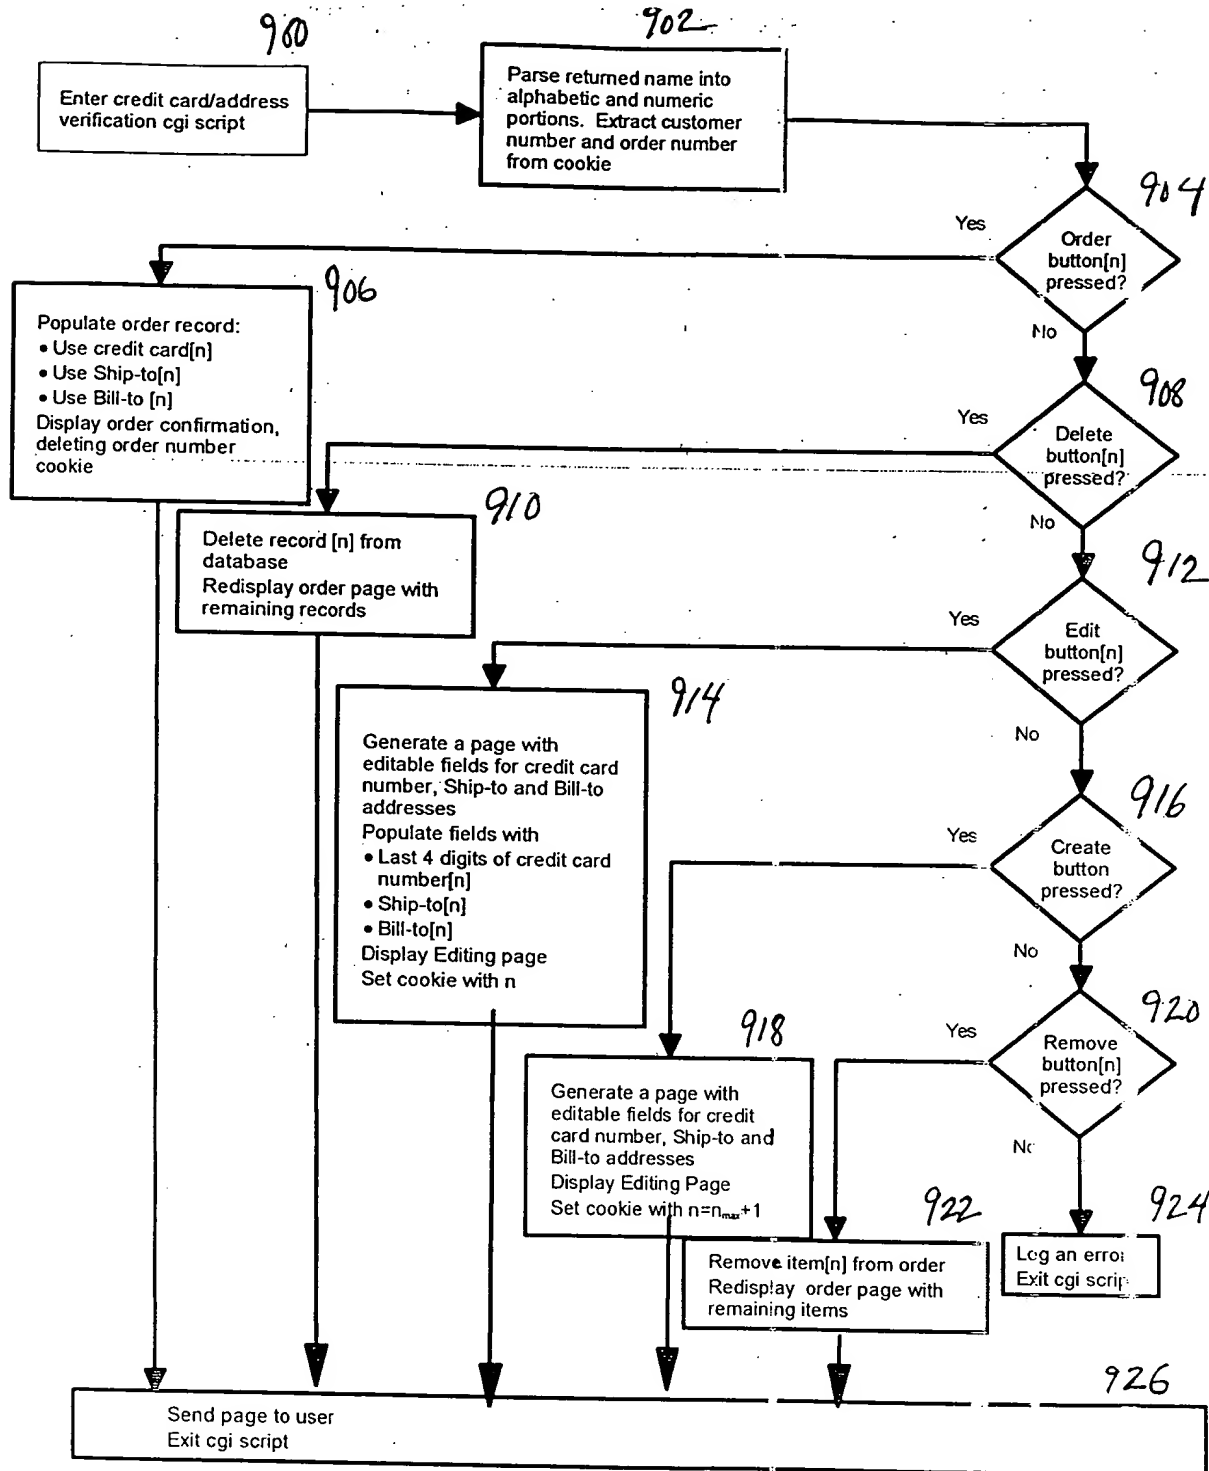 900
Enter credit card/address
verification cgi script
902
Parse returned name into
alphabetic and numeric
portions. Extract customer
number and order number
from cookie
904
Order
button[n]
pressed?
Yes
No
906
Populate order record:
• Use credit card[n]
• Use Ship-to[n]
• Use Bill-to [n]
Display order confirmation,
deleting order number
cookie
908
Delete
button[n]
pressed?
Yes
No
910
Delete record [n] from
database
Redisplay order page with
remaining records
912
Edit
button[n]
pressed?
Yes
No
914
Generate a page with
editable fields for credit card
number, Ship-to and Bill-to
addresses
Populate fields with
• Last 4 digits of credit card
number[n]
• Ship-to[n]
• Bill-to[n]
Display Editing page
Set cookie with n
916
Create
button
pressed?
Yes
No
918
Generate a page with
editable fields for credit
card number, Ship-to and
Bill-to addresses
Display Editing Page
Set cookie with n=nmax+1
920
Remove
button[n]
pressed?
Yes
No
922
Remove item[n] from order
Redisplay order page with
remaining items
924
Log an error
Exit cgi script
926
Send page to user
Exit cgi script